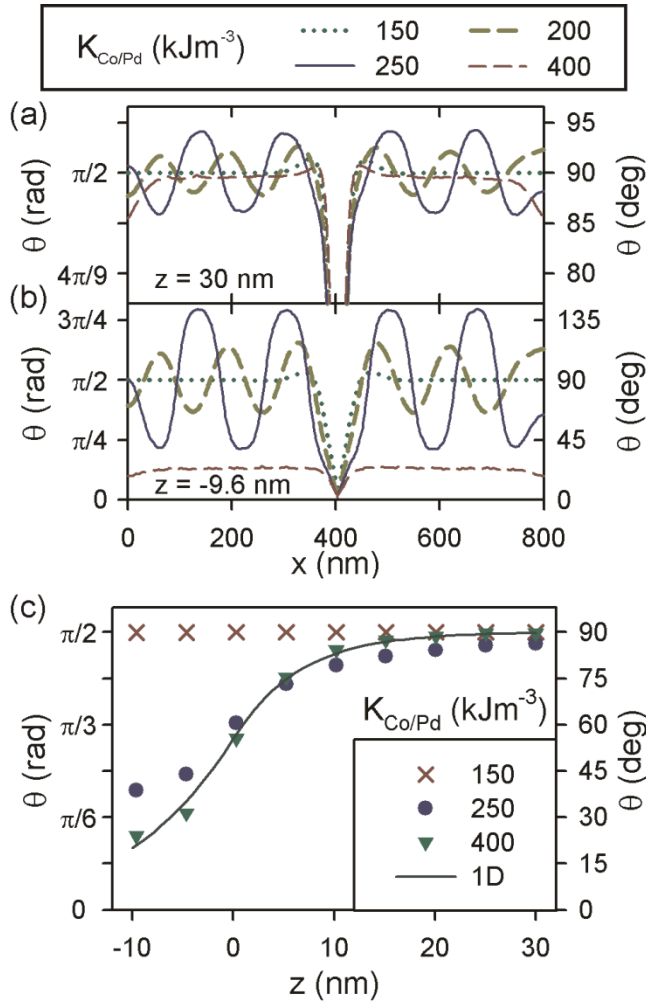 K_Co/Pd (kJm⁻³) 150 200
250 400
(a)
θ (rad)
π/2
4π/9
95
90
85
80
θ (deg)
z = 30 nm
(b)
θ (rad)
3π/4
π/2
π/4
0
135
90
45
0
θ (deg)
z = -9.6 nm
0 200 400 600 800
x (nm)
(c)
θ (rad)
π/2
π/3
π/6
0
90
75
60
45
30
15
0
θ (deg)
K_Co/Pd (kJm⁻³)
150
250
400
1D
-10 0 10 20 30
z (nm)